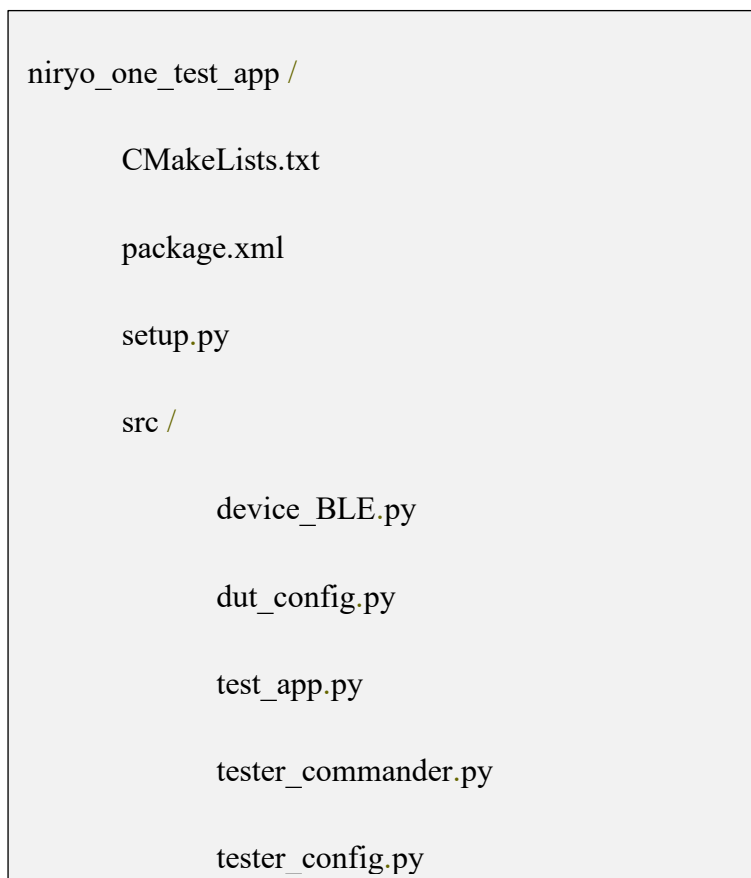 niryo_one_test_app /
CMakeLists.txt
package.xml
setup.py
src /
device_BLE.py
dut_config.py
test_app.py
tester_commander.py
tester_config.py